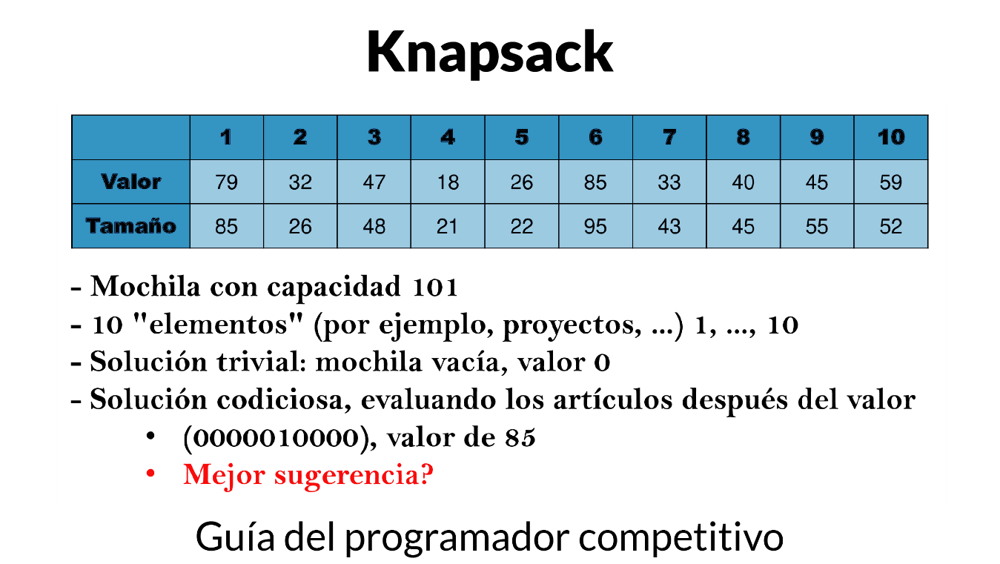 Knapsack
1 2 3 4 5 6 7 8 9 10
Valor 79 32 47 18 26 85 33 40 45 59
Tamaño 85 26 48 21 22 95 43 45 55 52
- Mochila con capacidad 101
- 10 "elementos" (por ejemplo, proyectos, ...) 1, ..., 10
- Solución trivial: mochila vacía, valor 0
- Solución codiciosa, evaluando los artículos después del valor
• (0000010000), valor de 85
• Mejor sugerencia?
Guía del programador competitivo